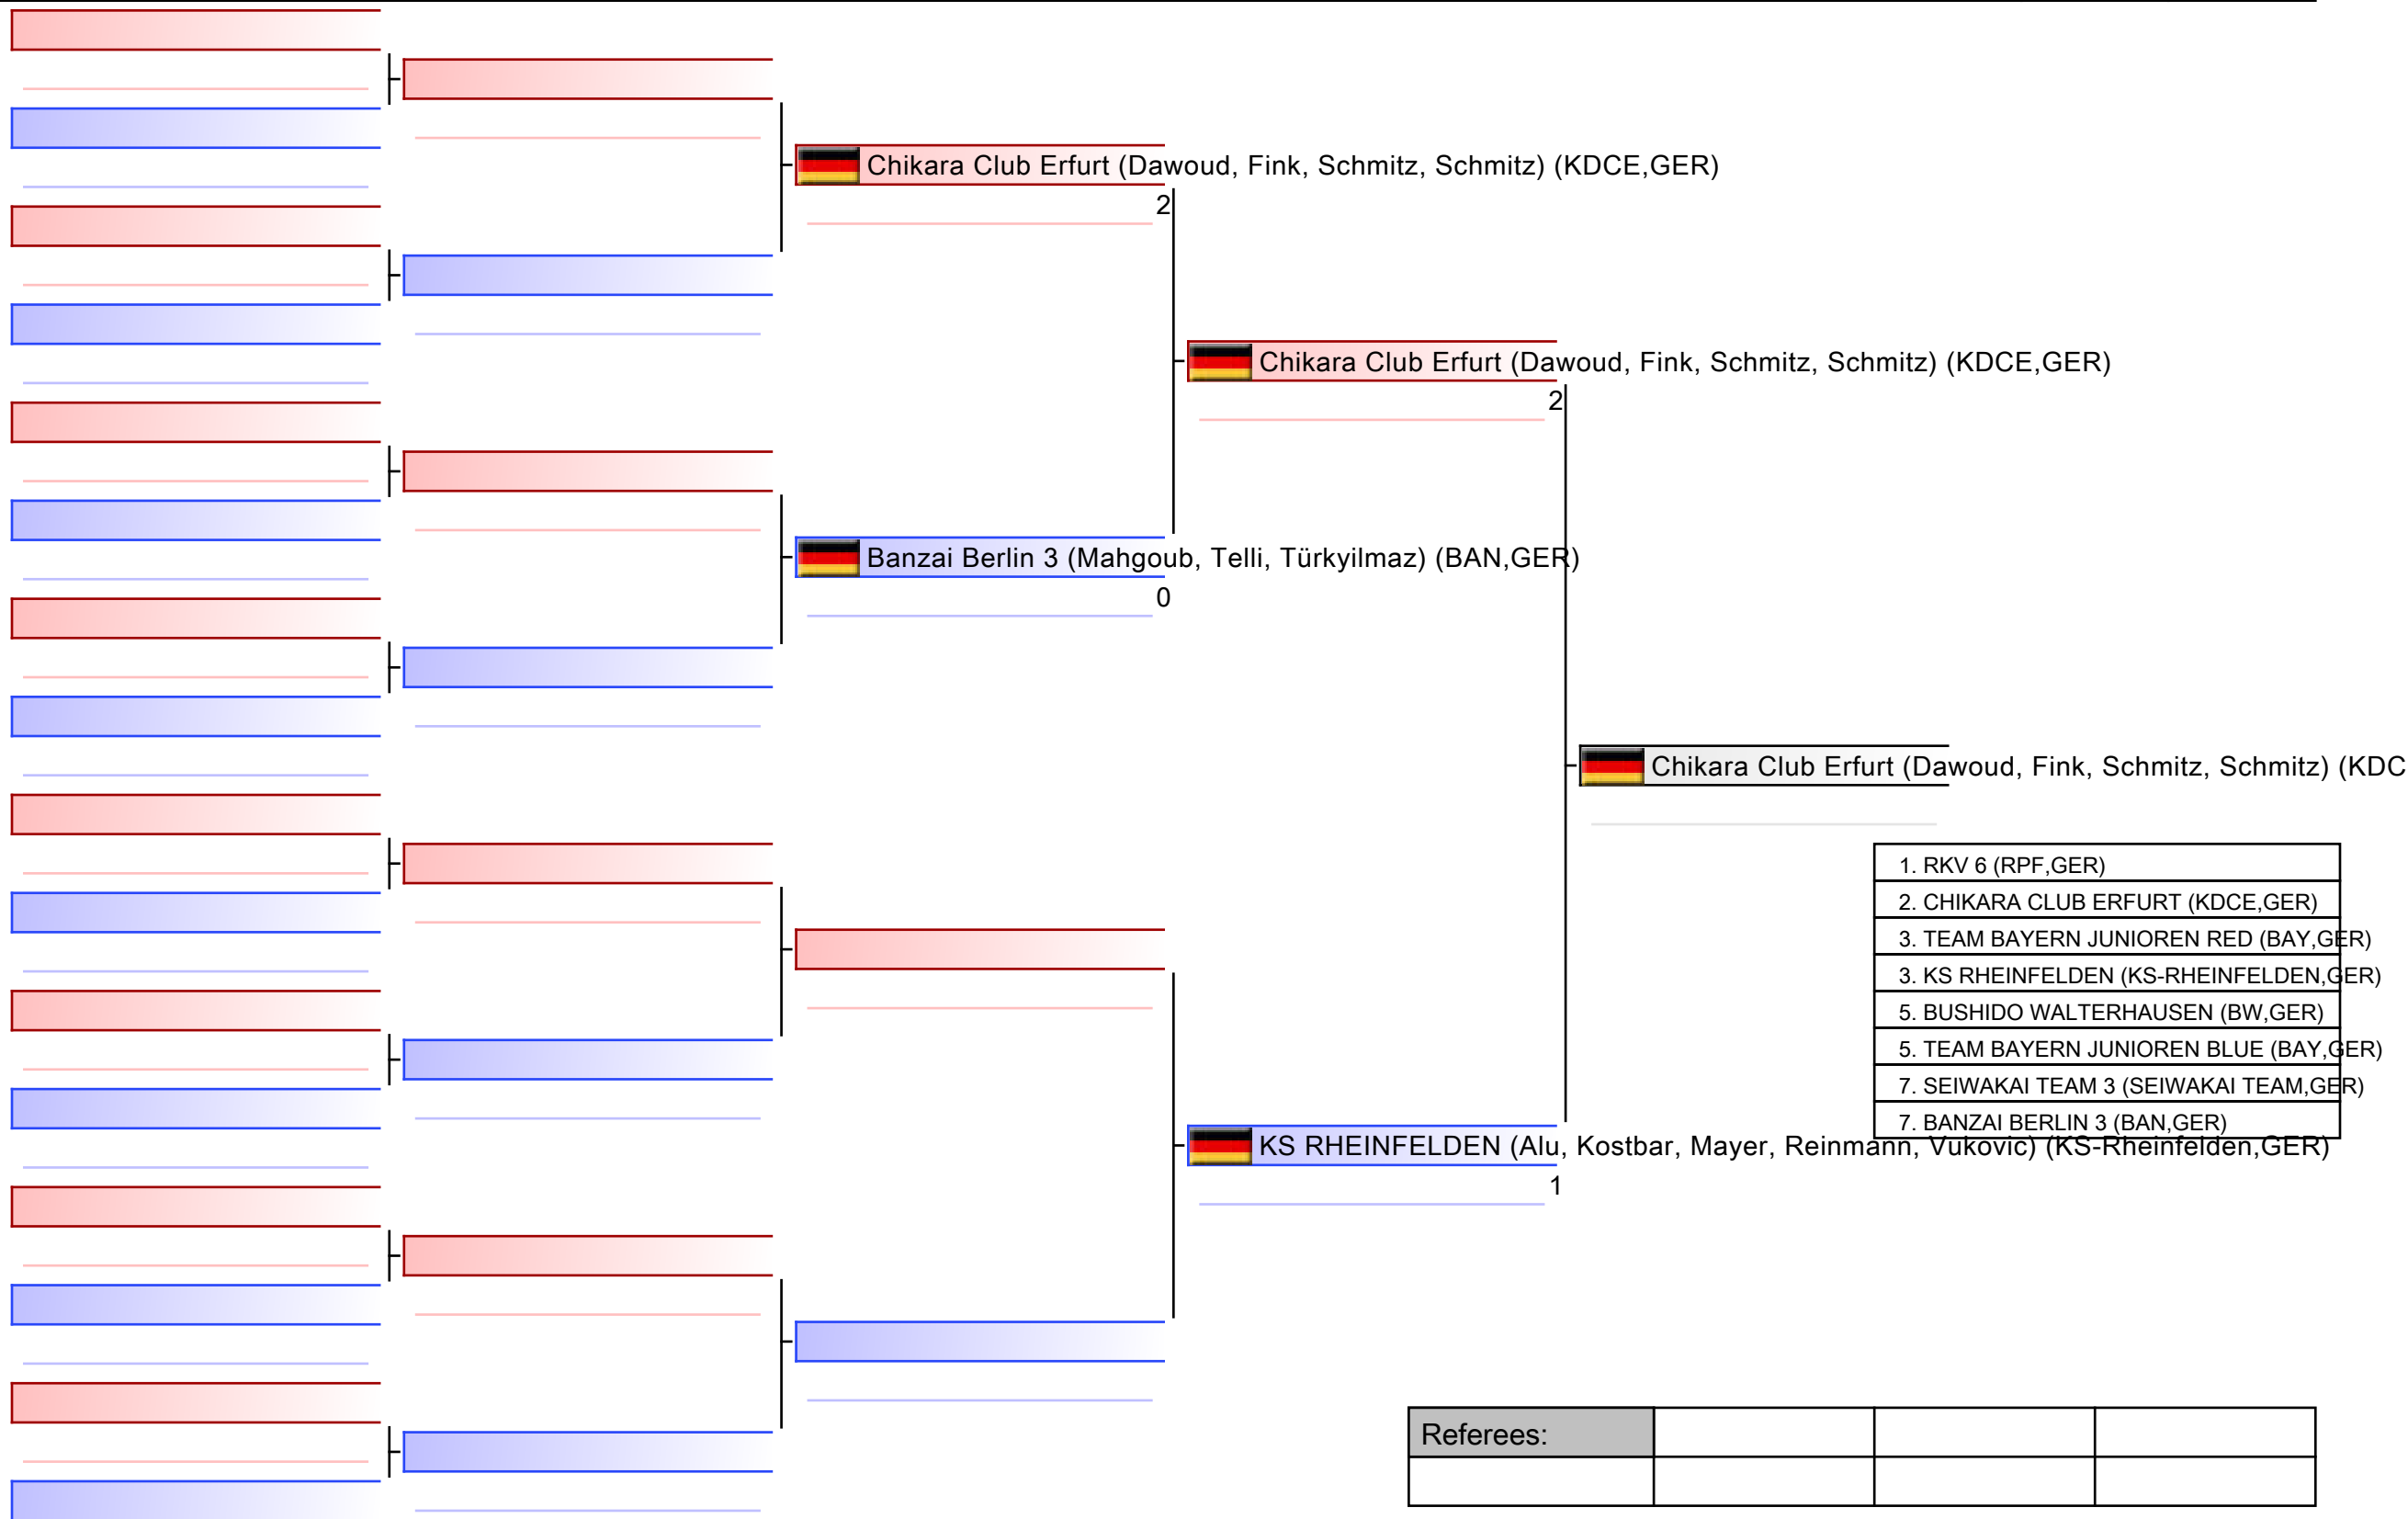 Chikara Club Erfurt (Dawoud, Fink, Schmitz, Schmitz) (KDCE,GER)
2
Chikara Club Erfurt (Dawoud, Fink, Schmitz, Schmitz) (KDCE,GER)
2
Banzai Berlin 3 (Mahgoub, Telli, Türkyilmaz) (BAN,GER)
0
Chikara Club Erfurt (Dawoud, Fink, Schmitz, Schmitz) (KDC
1. RKV 6 (RPF,GER)
2. CHIKARA CLUB ERFURT (KDCE,GER)
3. TEAM BAYERN JUNIOREN RED (BAY,GER)
3. KS RHEINFELDEN (KS-RHEINFELDEN,GER)
5. BUSHIDO WALTERHAUSEN (BW,GER)
5. TEAM BAYERN JUNIOREN BLUE (BAY,GER)
7. SEIWAKAI TEAM 3 (SEIWAKAI TEAM,GER)
7. BANZAI BERLIN 3 (BAN,GER)
KS RHEINFELDEN (Alu, Kostbar, Mayer, Reinmann, Vukovic) (KS-Rheinfelden,GER)
1
Referees: